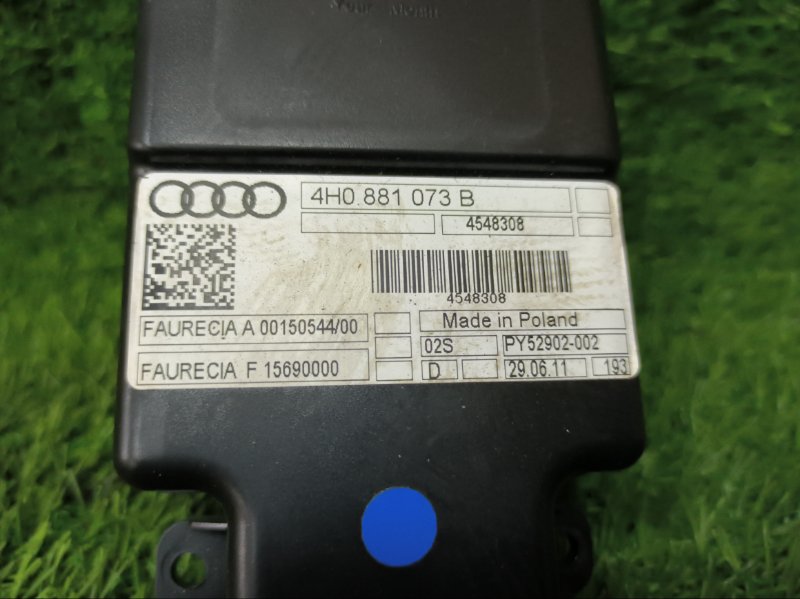 4H0.881 073 B
4548308
4548308
FAURECIA A 00150544/00
Made in Poland
02S PY52902-002
FAURECIA F 15690000
D 29.06.11 193